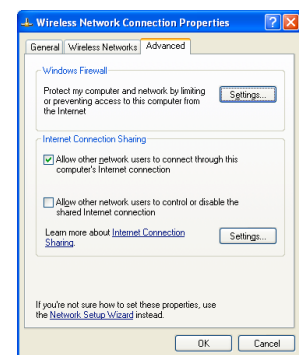 Wireless Network Connection Properties
General Wireless Networks Advanced
Windows Firewall
Protect my computer and network by limiting
or preventing access to this computer from
the Internet
Settings...
Internet Connection Sharing
Allow other network users to connect through this
computer's Internet connection
Allow other network users to control or disable the
shared Internet connection
Learn more about Internet Connection
Sharing.
Settings...
If you're not sure how to set these properties, use
the Network Setup Wizard instead.
OK Cancel